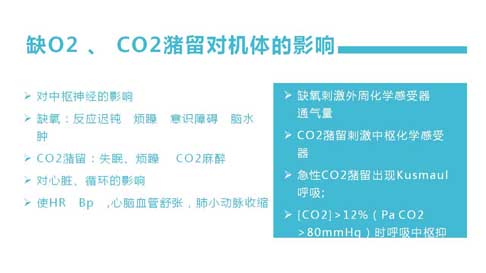 缺O2 、 CO2潴留对机体的影响
对中枢神经的影响
缺氧：反应迟钝 烦躁 意识障碍 脑水
肿
CO2潴留：失眠、烦躁 CO2麻醉
对心脏、循环的影响
使HR Bp ,心脑血管舒张，肺小动脉收缩
缺氧刺激外周化学感受器
通气量
CO2潴留刺激中枢化学感受
器
急性CO2潴留出现Kusmaul
呼吸;
[CO2]>12%（Pa CO2
>80mmHg）时呼吸中枢抑